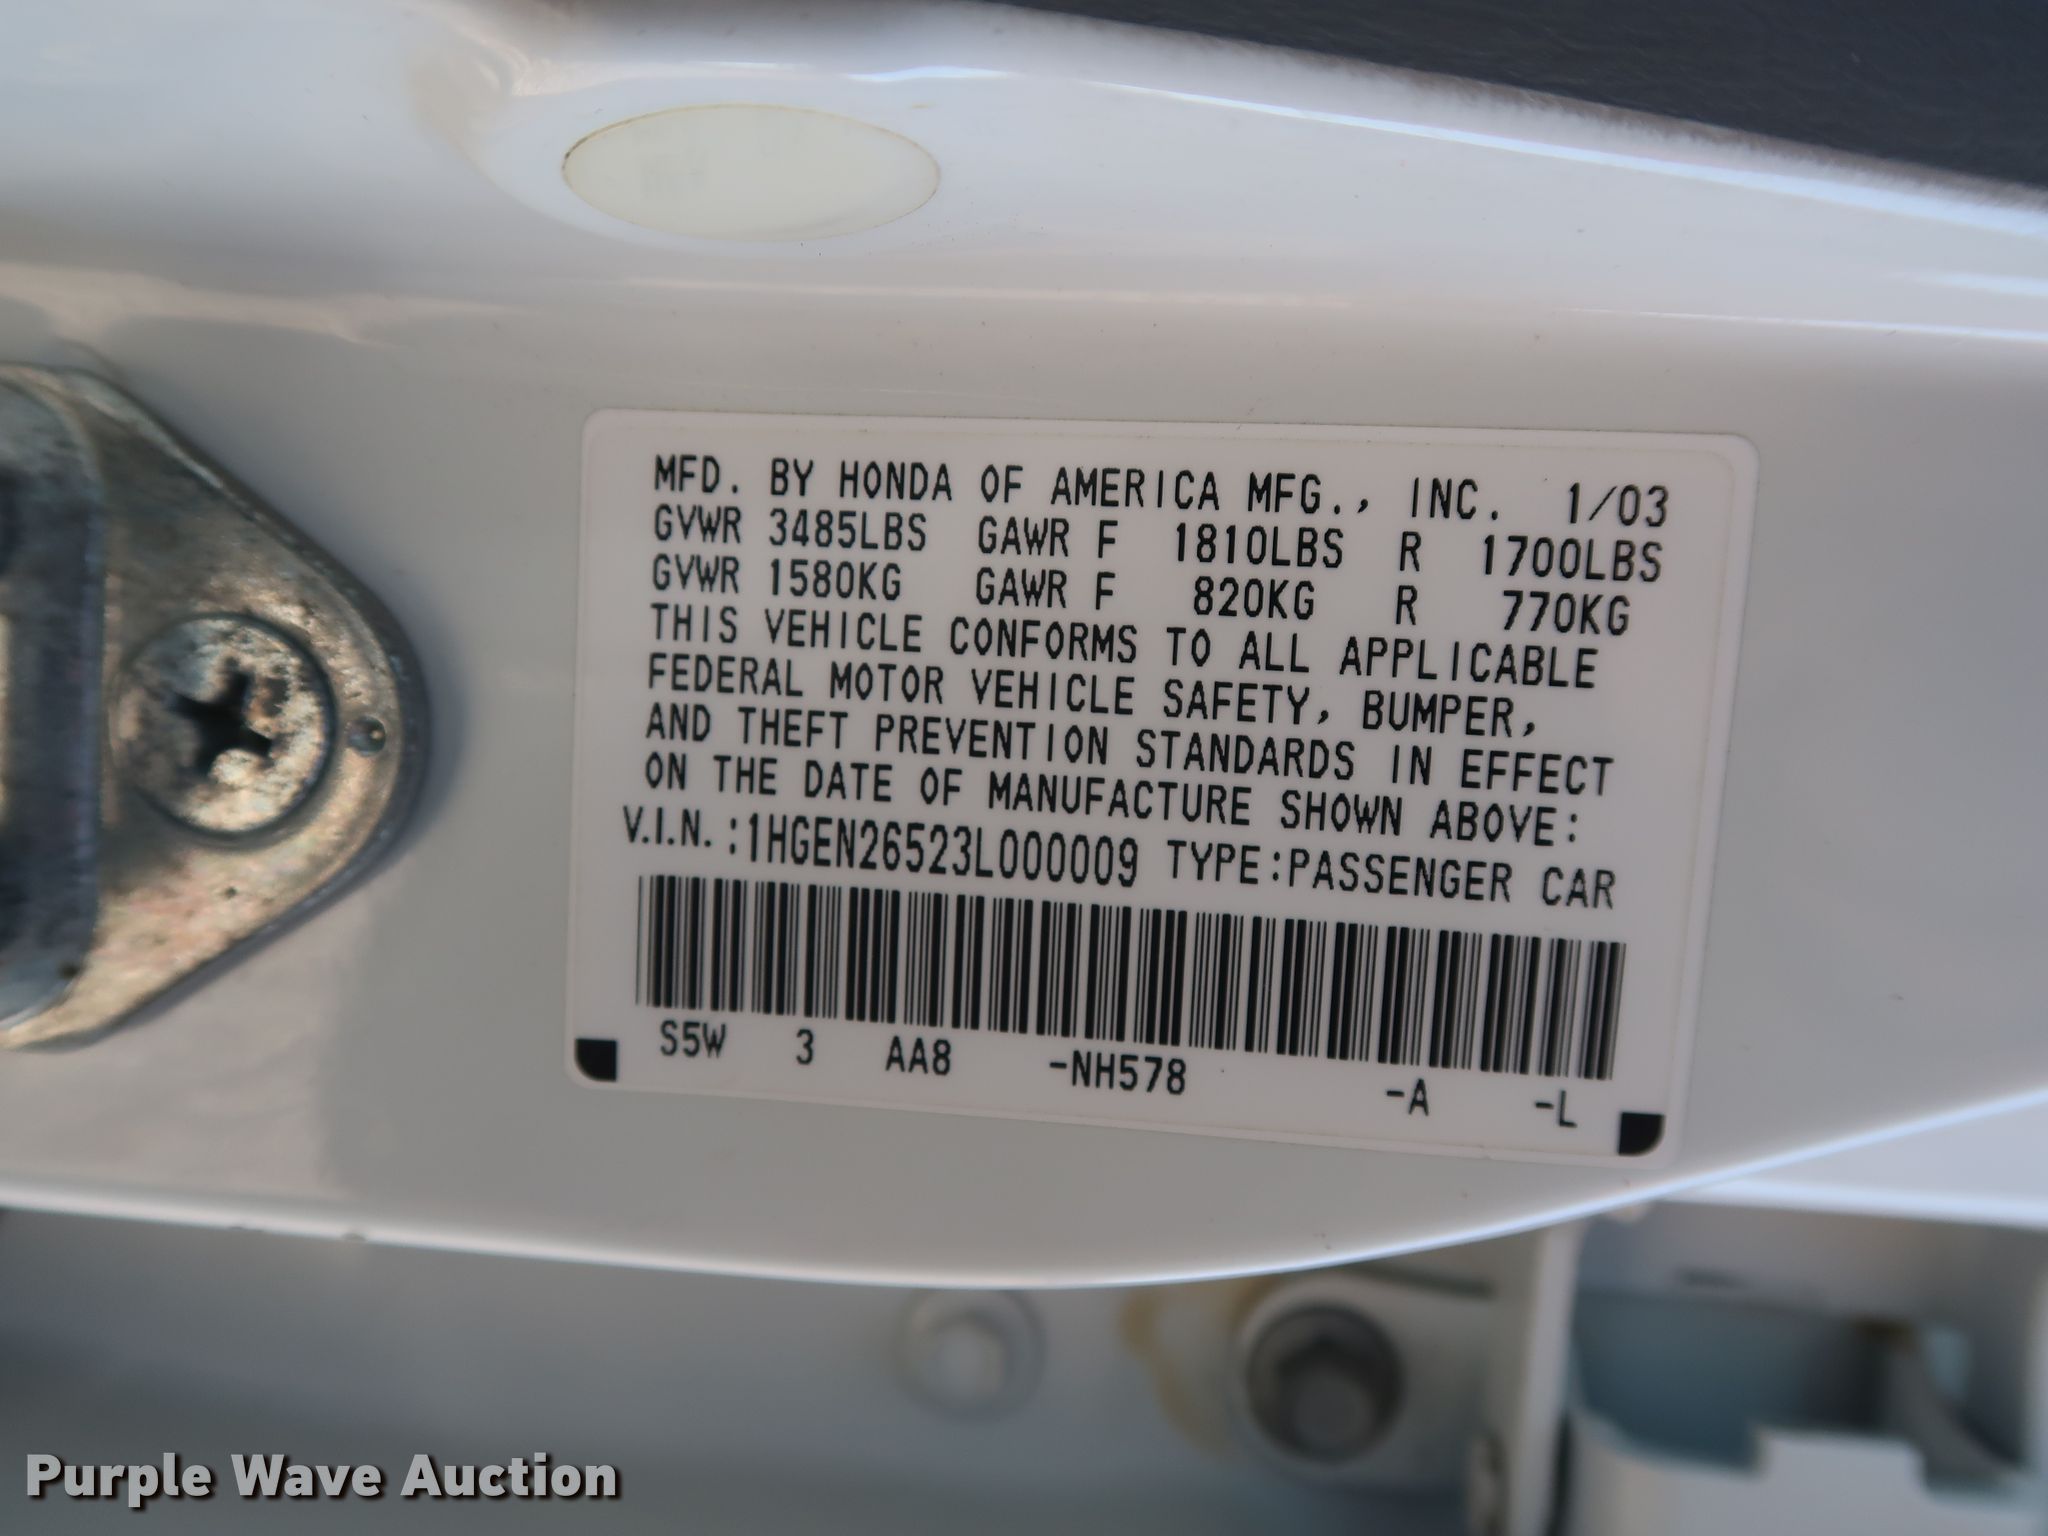 MFD. BY HONDA OF AMERICA MFG., INC. 1/03
GVWR 3485LBS GAWR F 1810LBS R 1700LBS
GVWR 1580KG GAWR F 820KG R 770KG
THIS VEHICLE CONFORMS TO ALL APPLICABLE
FEDERAL MOTOR VEHICLE SAFETY, BUMPER,
AND THEFT PREVENTION STANDARDS IN EFFECT
ON THE DATE OF MANUFACTURE SHOWN ABOVE:
V.I.N.:1HGEN26523L000009 TYPE:PASSENGER CAR
S5W 3 AA8 -NH578 -A -L
Purple Wave Auction